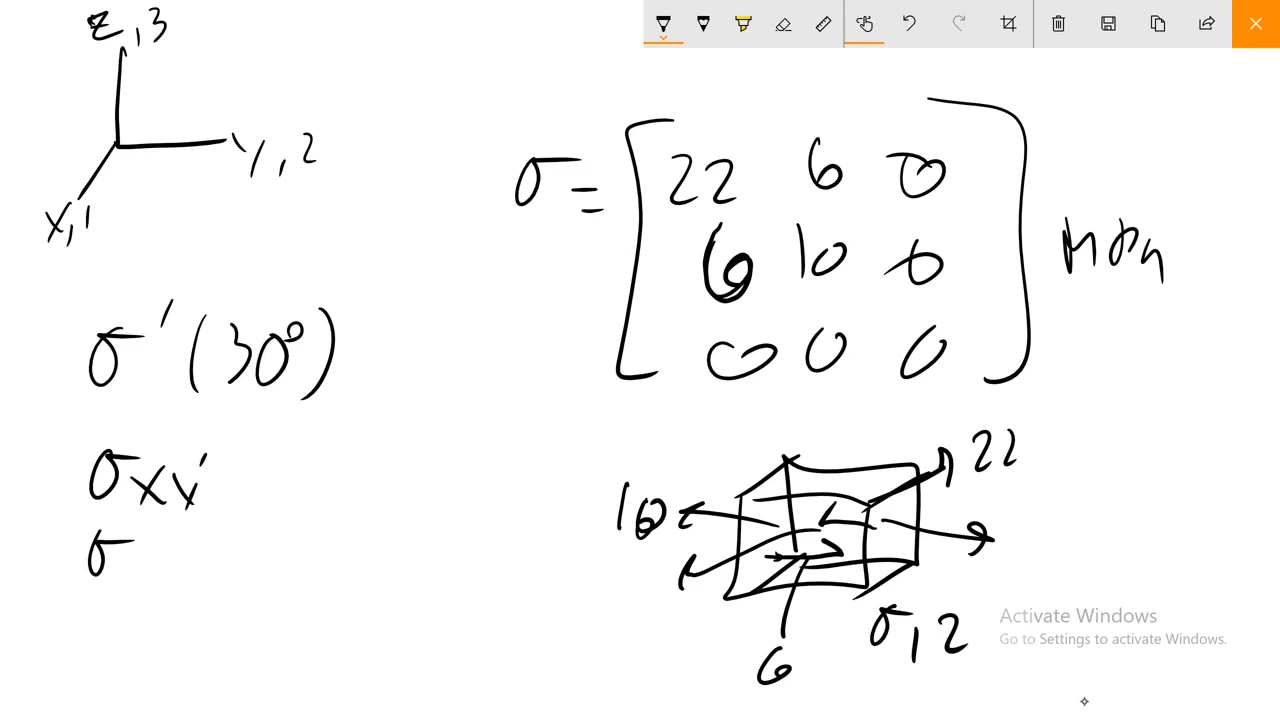 z,3
y,2
x,1
σ = [22 6 0
6 10 0
0 0 0] MPa
σ'(30°)
σxx'
σ
22
10
6
σ12
Activate Windows
Go to Settings to activate Windows.